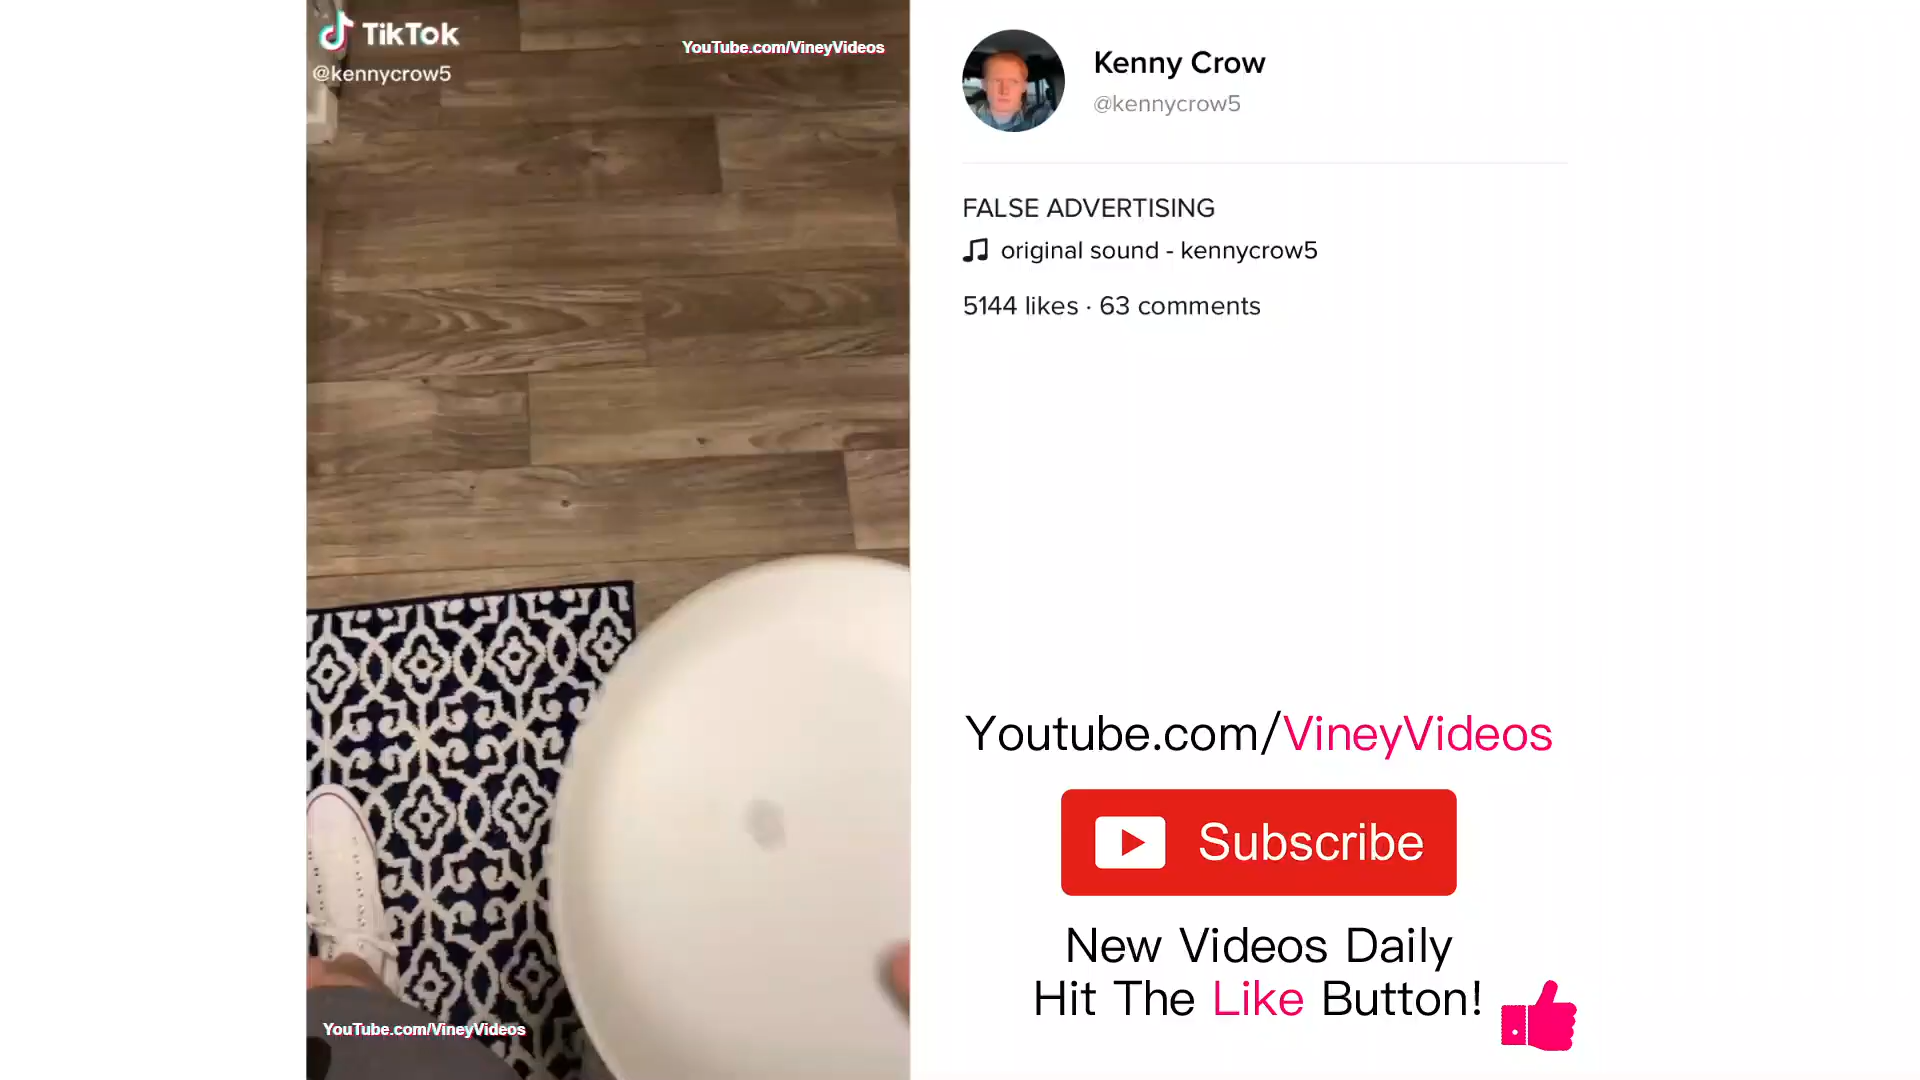 TikTok
@kennycrow5
YouTube.com/VineyVideos
YouTube.com/VineyVideos
Kenny Crow
@kennycrow5
FALSE ADVERTISING
original sound - kennycrow5
5144 likes · 63 comments
Youtube.com/VineyVideos
Subscribe
New Videos Daily
Hit The Like Button!